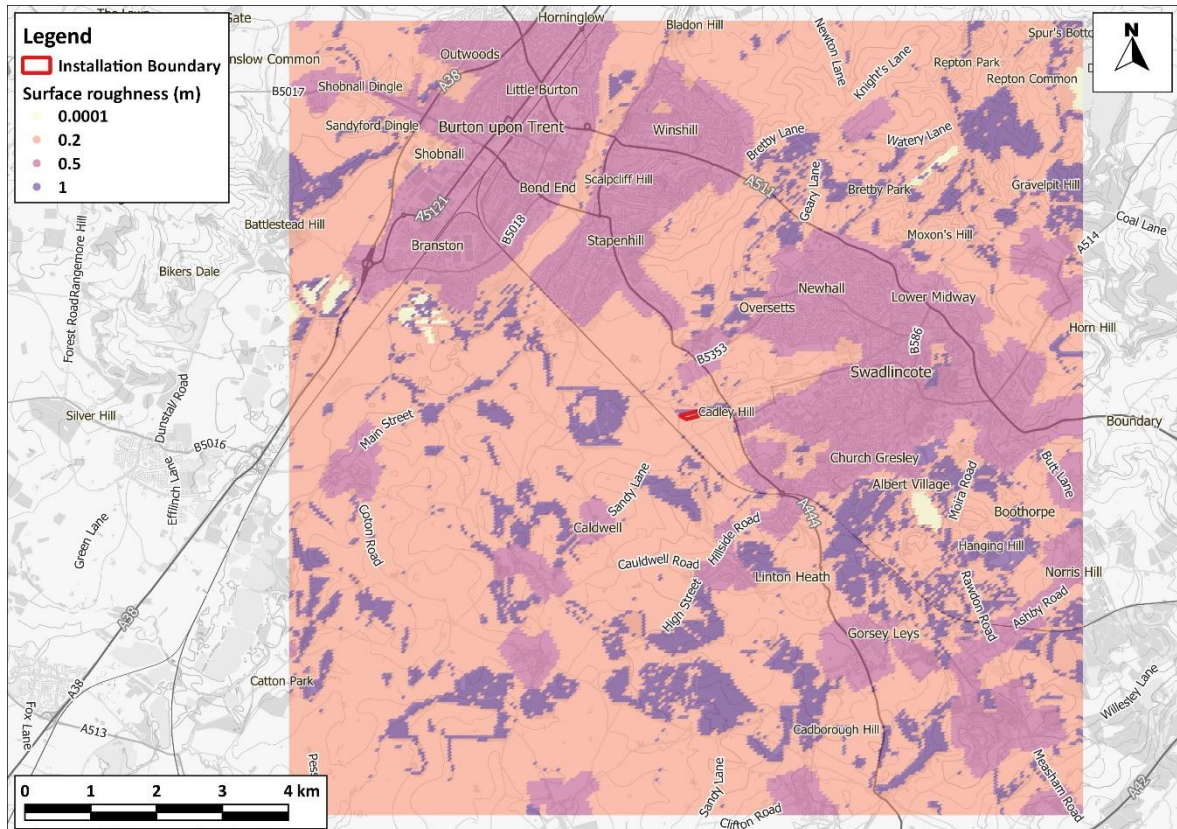 Legend
Installation Boundary
Surface roughness (m)
0.0001
0.2
0.5
1
N
Gate
Horninglow
Bladon Hill
Spur's Botto
nslow Common
Outwoods
Newton Lane
Knight's Lane
Repton Park
Repton Common
B5017
Shobnall Dingle
A38
Little Burton
Sandyford Dingle
Burton upon Trent
Winshill
Bretby Lane
Watery Lane
Shobnall
Scalpcliff Hill
A511
Geary Lane
Bretby Park
Gravelpit Hill
Bond End
Coal Lane
Battlestead Hill
A5121
B5018
Branston
Stapenhill
Moxon's Hill
A514
Forest Road
Rangemore Hill
Bikers Dale
Newhall
Lower Midway
Oversetts
Horn Hill
B586
B5353
Swadlincote
Silver Hill
Dunstal/ Road
Main Street
Cadley Hill
Boundary
B5016
Efflinch Lane
Church Gresley
Butt Lane
Green Lane
Sandy Lane
Albert Village
Moira Road
Coton Road
Caldwell
A444
Boothorpe
Hillside Road
Hanging Hill
Cauldwell Road
Linton Heath
Norris Hill
Rawdon Road
Ashby Road
High Street
A38
Gorsey Leys
Catton Park
Willesley Lane
Fox Lane
A513
Cadborough Hill
Pess
Sandy Lane
Measham Road
A42
Clifton Road
0 1 2 3 4 km